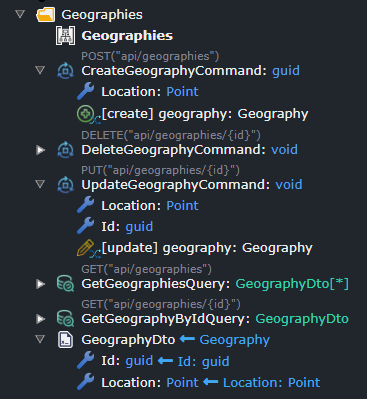 Geographies
Geographies
POST("api/geographies")
CreateGeographyCommand: guid
Location: Point
[create] geography: Geography
DELETE("api/geographies/{id}")
DeleteGeographyCommand: void
PUT("api/geographies/{id}")
UpdateGeographyCommand: void
Location: Point
Id: guid
[update] geography: Geography
GET("api/geographies")
GetGeographiesQuery: GeographyDto[*]
GET("api/geographies/{id}")
GetGeographyByIdQuery: GeographyDto
GeographyDto ← Geography
Id: guid ← Id: guid
Location: Point ← Location: Point